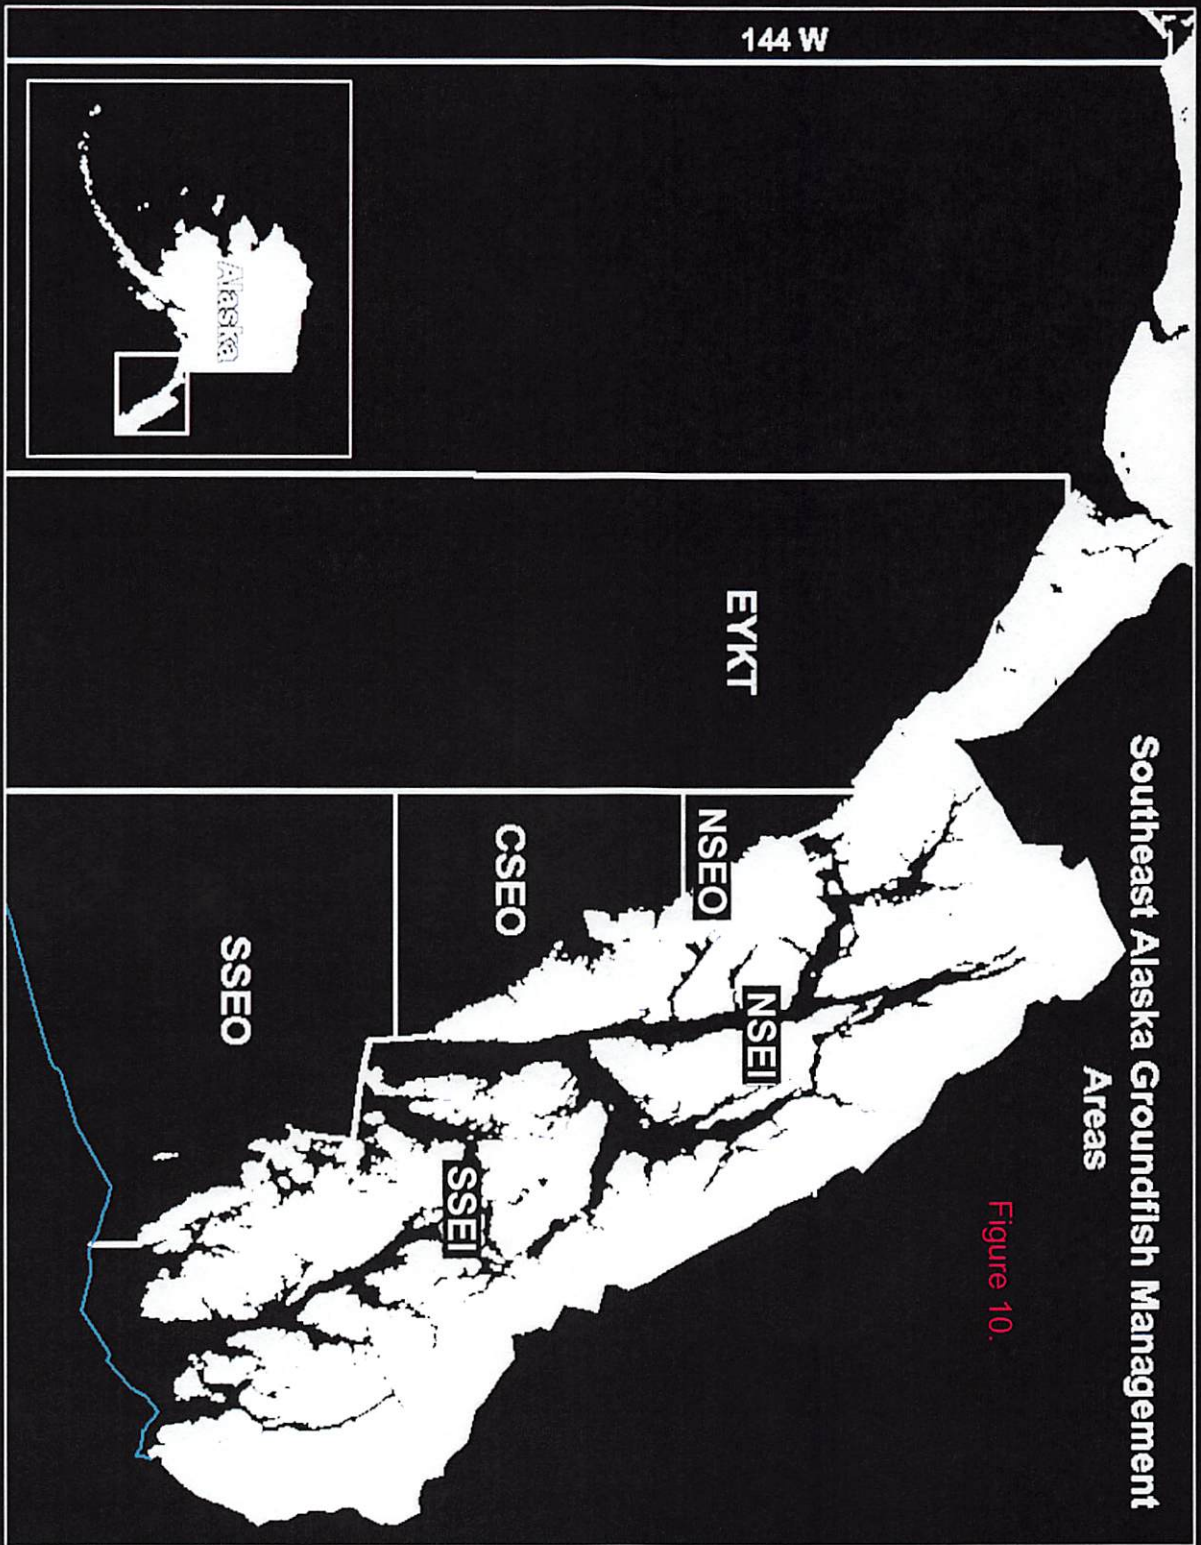 Southeast Alaska Groundfish Management
Areas
Figure 10.
144 W
EYKT
NSEO
NSEI
CSEO
SSEO
SSEI
Alaska